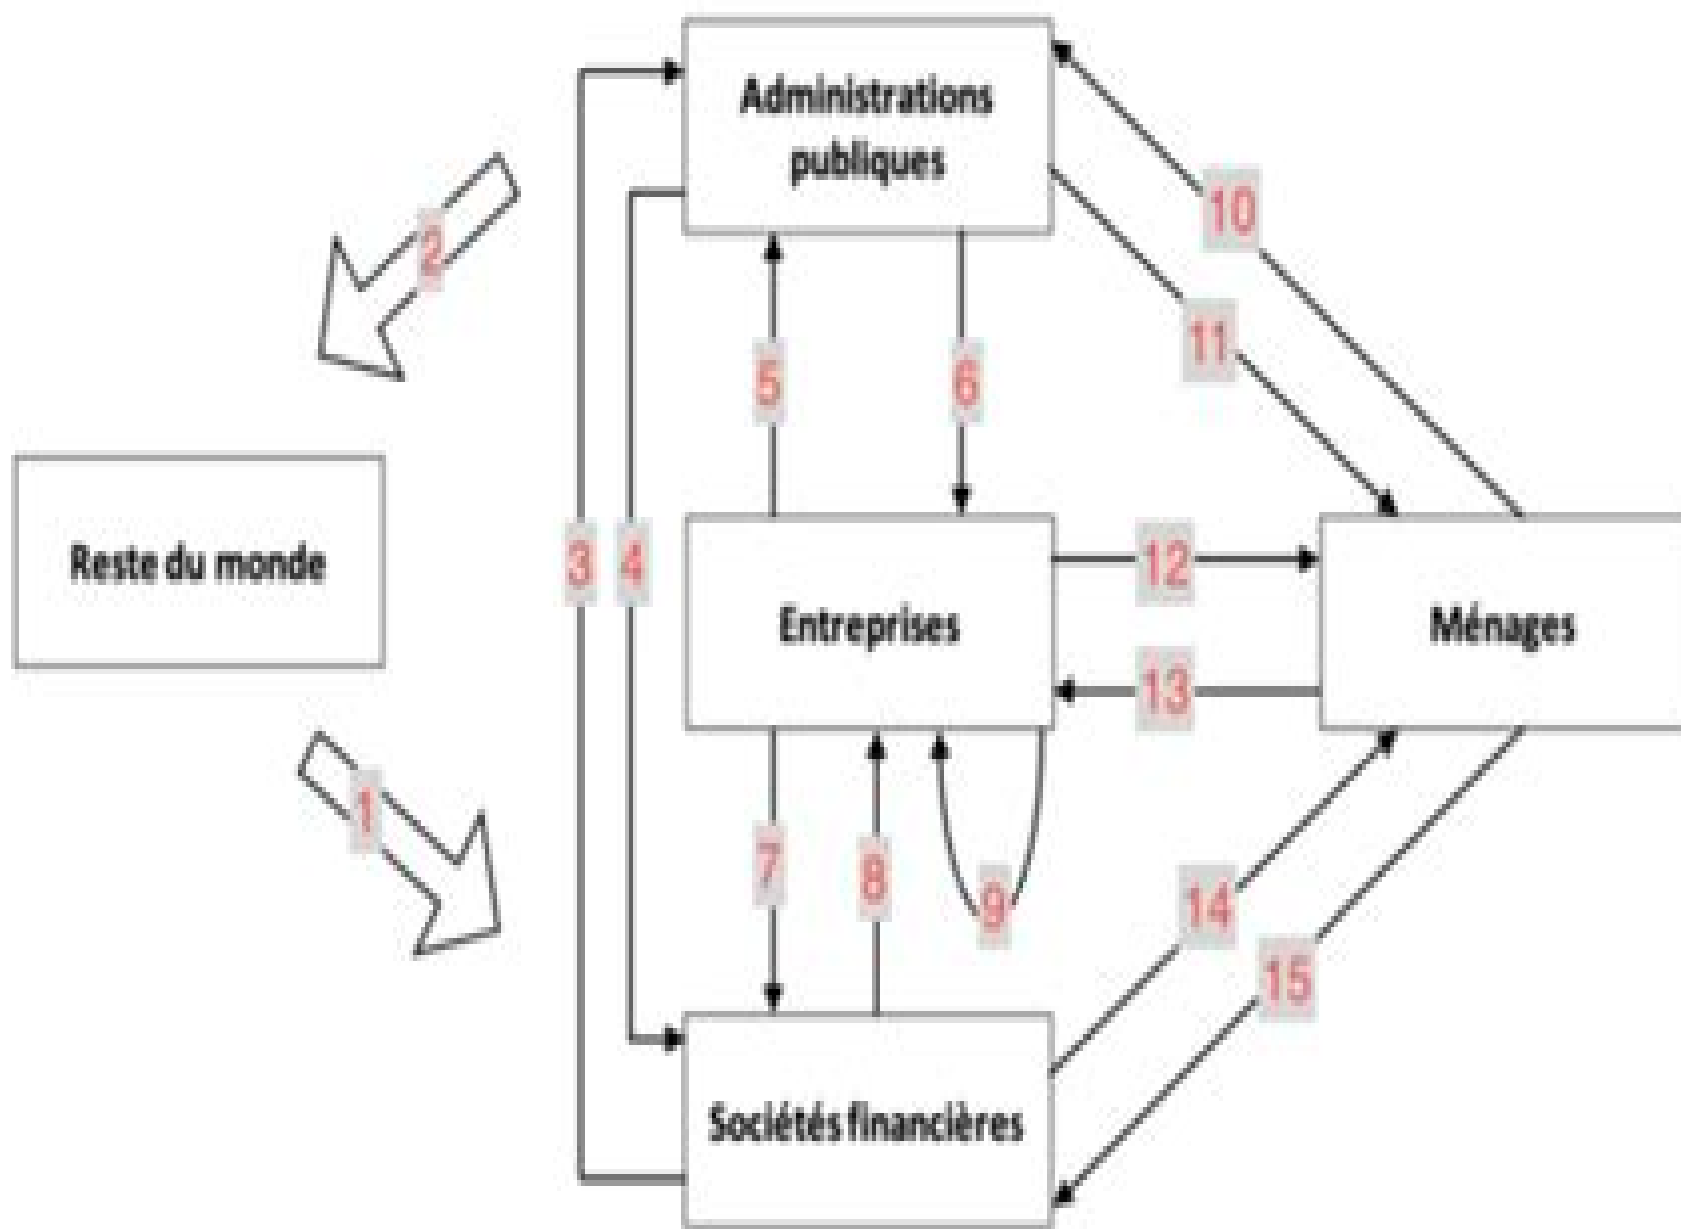 Administrations
publiques
10
2
11
5
6
Reste du monde
3
4
12
Entreprises
Ménages
13
1
7
8
9
14
15
Sociétés financières